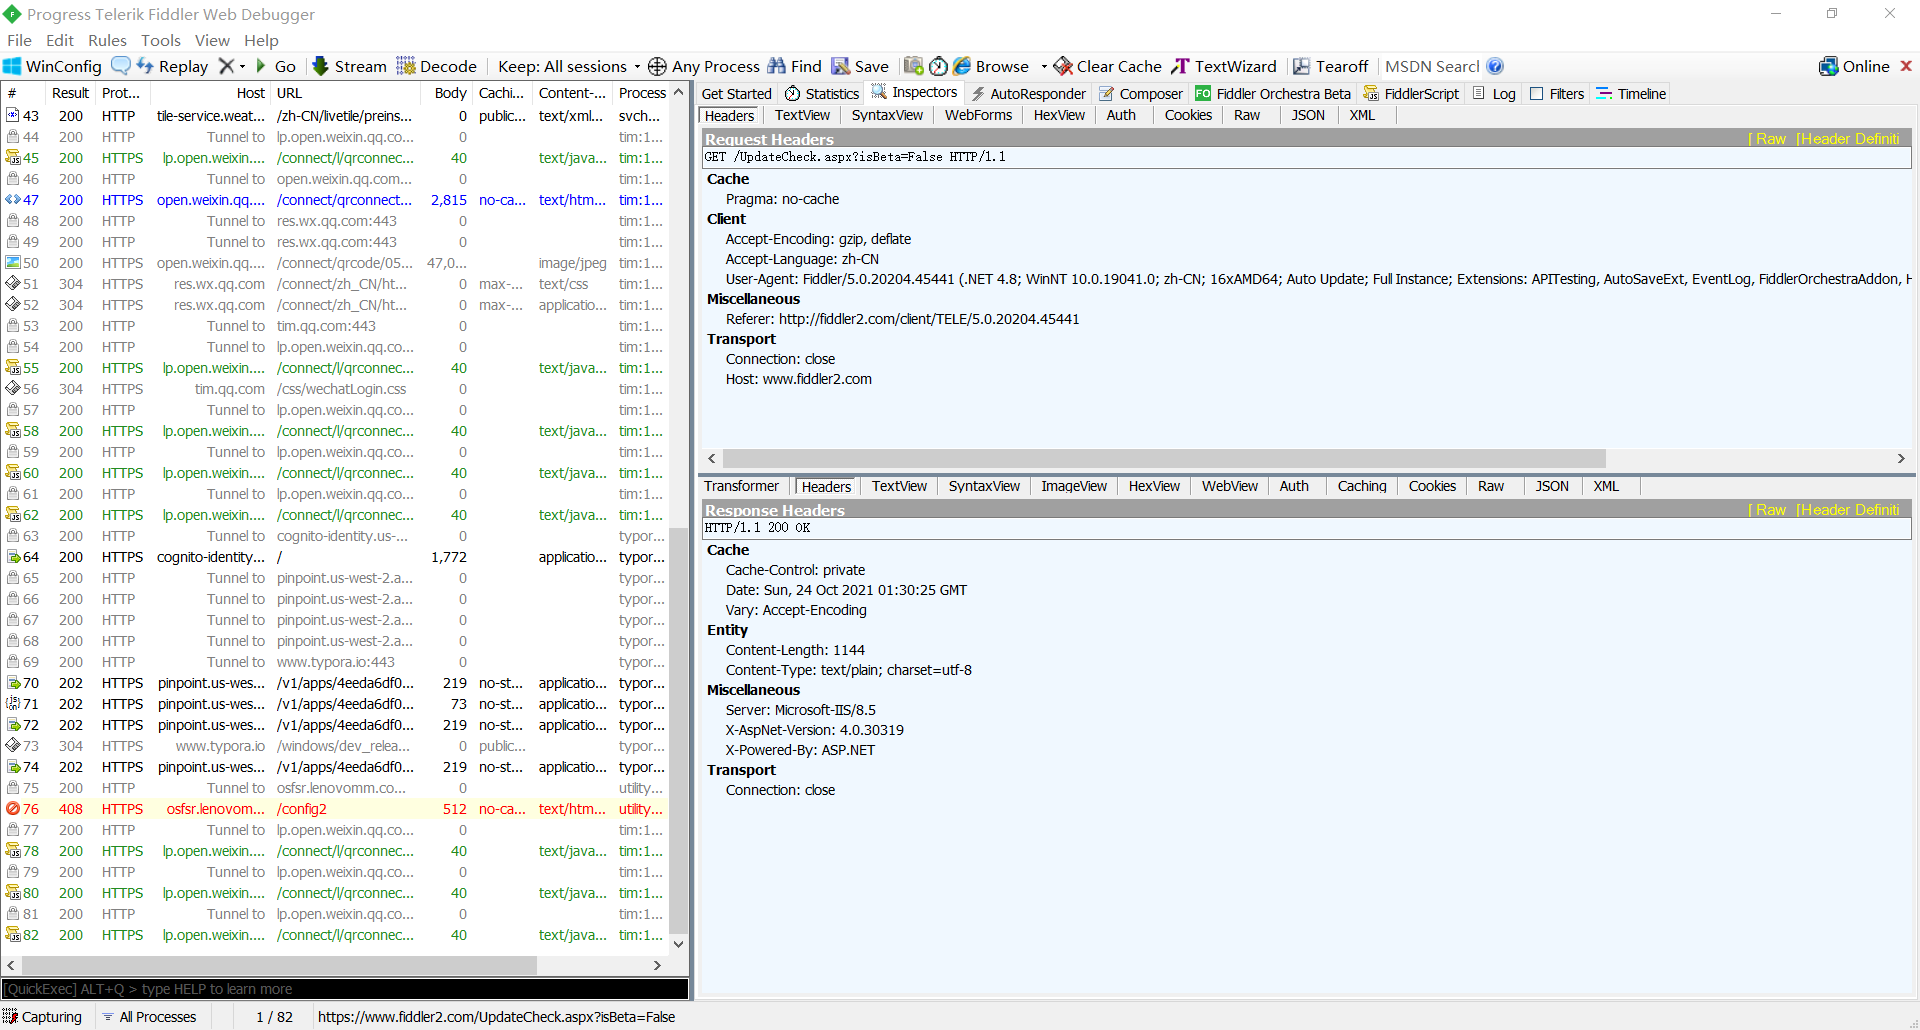 Progress Telerik Fiddler Web Debugger
File Edit Rules Tools View Help
WinConfig Replay Go Stream Decode Keep: All sessions Any Process Find Save Browse Clear Cache TextWizard Tearoff MSDN Searcl Online
# Result Prot... Host URL Body Cachi... Content-... Process
43 200 HTTP tile-service.weat... /zh-CN/livetile/preins... 0 public... text/xml... svch...
44 200 HTTP Tunnel to lp.open.weixin.qq.co... 0 tim:1...
45 200 HTTPS lp.open.weixin.... /connect/l/qrconnec... 40 text/java... tim:1...
46 200 HTTP Tunnel to open.weixin.qq.com... 0 tim:1...
47 200 HTTPS open.weixin.qq.... /connect/qrconnect... 2,815 no-ca... text/htm... tim:1...
48 200 HTTP Tunnel to res.wx.qq.com:443 0 tim:1...
49 200 HTTP Tunnel to res.wx.qq.com:443 0 tim:1...
50 200 HTTPS open.weixin.qq.... /connect/qrcode/05... 47,0... image/jpeg tim:1...
51 304 HTTPS res.wx.qq.com /connect/zh_CN/ht... 0 max-... text/css tim:1...
52 304 HTTPS res.wx.qq.com /connect/zh_CN/ht... 0 max-... applicatio... tim:1...
53 200 HTTP Tunnel to tim.qq.com:443 0 tim:1...
54 200 HTTP Tunnel to lp.open.weixin.qq.co... 0 tim:1...
55 200 HTTPS lp.open.weixin.... /connect/l/qrconnec... 40 text/java... tim:1...
56 304 HTTPS tim.qq.com /css/wechatLogin.css 0 tim:1...
57 200 HTTP Tunnel to lp.open.weixin.qq.co... 0 tim:1...
58 200 HTTPS lp.open.weixin.... /connect/l/qrconnec... 40 text/java... tim:1...
59 200 HTTP Tunnel to lp.open.weixin.qq.co... 0 tim:1...
60 200 HTTPS lp.open.weixin.... /connect/l/qrconnec... 40 text/java... tim:1...
61 200 HTTP Tunnel to lp.open.weixin.qq.co... 0 tim:1...
62 200 HTTPS lp.open.weixin.... /connect/l/qrconnec... 40 text/java... tim:1...
63 200 HTTP Tunnel to cognito-identity.us-... 0 typor...
64 200 HTTPS cognito-identity... / 1,772 applicatio... typor...
65 200 HTTP Tunnel to pinpoint.us-west-2.a... 0 typor...
66 200 HTTP Tunnel to pinpoint.us-west-2.a... 0 typor...
67 200 HTTP Tunnel to pinpoint.us-west-2.a... 0 typor...
68 200 HTTP Tunnel to pinpoint.us-west-2.a... 0 typor...
69 200 HTTP Tunnel to www.typora.io:443 0 typor...
70 202 HTTPS pinpoint.us-wes... /v1/apps/4eeda6df0... 219 no-st... applicatio... typor...
71 202 HTTPS pinpoint.us-wes... /v1/apps/4eeda6df0... 73 no-st... applicatio... typor...
72 202 HTTPS pinpoint.us-wes... /v1/apps/4eeda6df0... 219 no-st... applicatio... typor...
73 304 HTTPS www.typora.io /windows/dev_relea... 0 public... typor...
74 202 HTTPS pinpoint.us-wes... /v1/apps/4eeda6df0... 219 no-st... applicatio... typor...
75 200 HTTP Tunnel to osfsr.lenovomm.co... 0 utility...
76 408 HTTPS osfsr.lenovom... /config2 512 no-ca... text/htm... utility...
77 200 HTTP Tunnel to lp.open.weixin.qq.co... 0 tim:1...
78 200 HTTPS lp.open.weixin.... /connect/l/qrconnec... 40 text/java... tim:1...
79 200 HTTP Tunnel to lp.open.weixin.qq.co... 0 tim:1...
80 200 HTTPS lp.open.weixin.... /connect/l/qrconnec... 40 text/java... tim:1...
81 200 HTTP Tunnel to lp.open.weixin.qq.co... 0 tim:1...
82 200 HTTPS lp.open.weixin.... /connect/l/qrconnec... 40 text/java... tim:1...
[QuickExec] ALT+Q > type HELP to learn more
Get Started Statistics Inspectors AutoResponder Composer FO Fiddler Orchestra Beta FiddlerScript Log Filters Timeline
Headers TextView SyntaxView WebForms HexView Auth Cookies Raw JSON XML
Request Headers [ Raw [Header Definiti
GET /UpdateCheck.aspx?isBeta=False HTTP/1.1
Cache
Pragma: no-cache
Client
Accept-Encoding: gzip, deflate
Accept-Language: zh-CN
User-Agent: Fiddler/5.0.20204.45441 (.NET 4.8; WinNT 10.0.19041.0; zh-CN; 16xAMD64; Auto Update; Full Instance; Extensions: APITesting, AutoSaveExt, EventLog, FiddlerOrchestraAddon, H
Miscellaneous
Referer: http://fiddler2.com/client/TELE/5.0.20204.45441
Transport
Connection: close
Host: www.fiddler2.com
Transformer Headers TextView SyntaxView ImageView HexView WebView Auth Caching Cookies Raw JSON XML
Response Headers [ Raw [Header Definiti
HTTP/1.1 200 OK
Cache
Cache-Control: private
Date: Sun, 24 Oct 2021 01:30:25 GMT
Vary: Accept-Encoding
Entity
Content-Length: 1144
Content-Type: text/plain; charset=utf-8
Miscellaneous
Server: Microsoft-IIS/8.5
X-AspNet-Version: 4.0.30319
X-Powered-By: ASP.NET
Transport
Connection: close
Capturing All Processes 1 / 82 https://www.fiddler2.com/UpdateCheck.aspx?isBeta=False